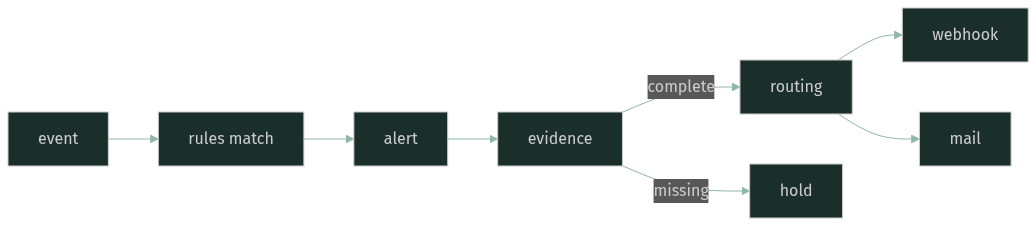 event
rules match
alert
evidence
complete
missing
routing
hold
webhook
mail